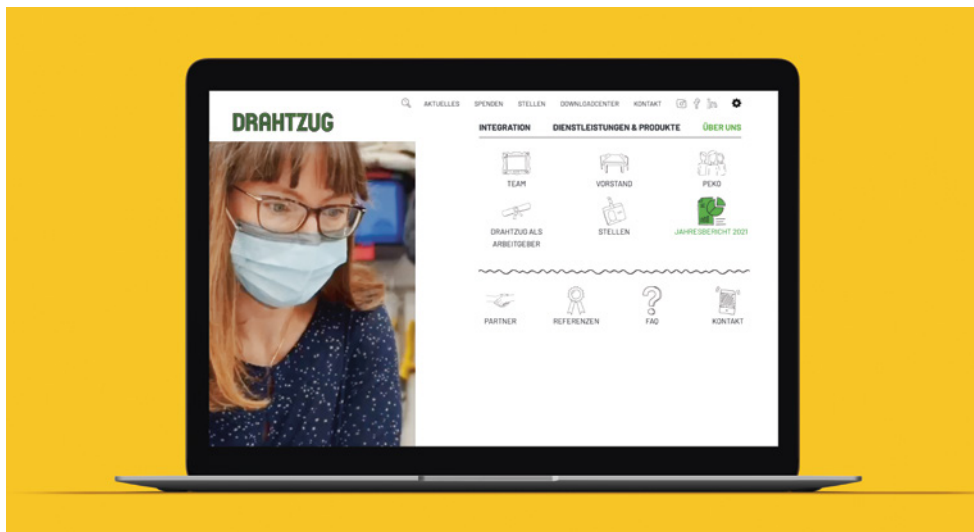 AKTUELLES SPENDEN STELLEN DOWNLOADCENTER KONTAKT
DRAHTZUG
INTEGRATION DIENSTLEISTUNGEN & PRODUKTE ÜBER UNS
TEAM VORSTAND PEKO
DRAHTZUG ALS STELLEN JAHRESBERICHT 2021
ARBEITGEBER
PARTNER REFERENZEN FAQ KONTAKT